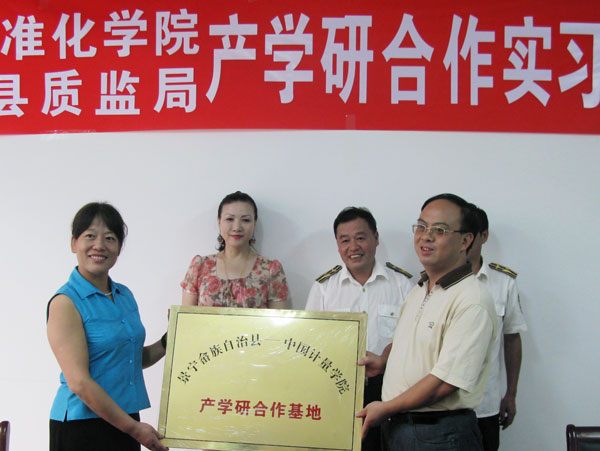 准化学院
县质监局
产学研合作实习
景宁畲族自治县——中国计量学院
产学研合作基地